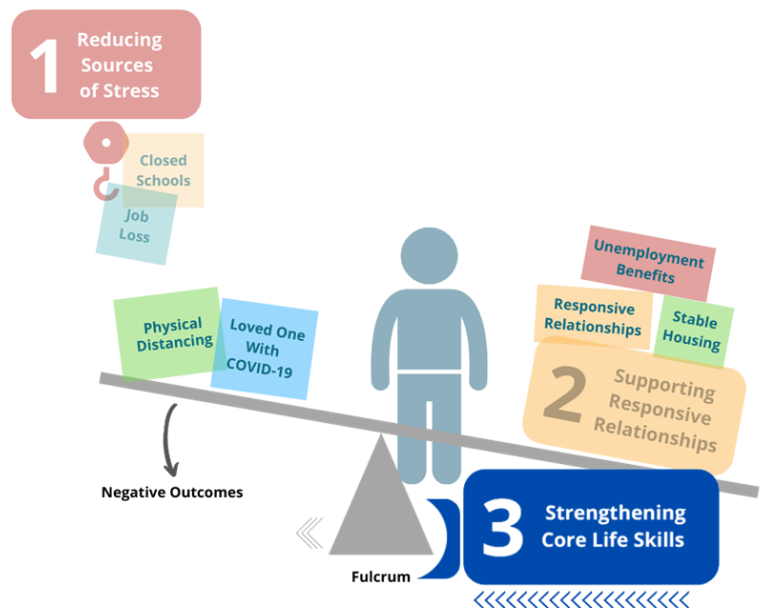 1
Reducing
Sources
of Stress
Closed
Schools
Job
Loss
Physical
Distancing
Loved One
With
COVID-19
Unemployment
Benefits
Responsive
Relationships
Stable
Housing
2
Supporting
Responsive
Relationships
Negative Outcomes
3
Strengthening
Core Life Skills
Fulcrum